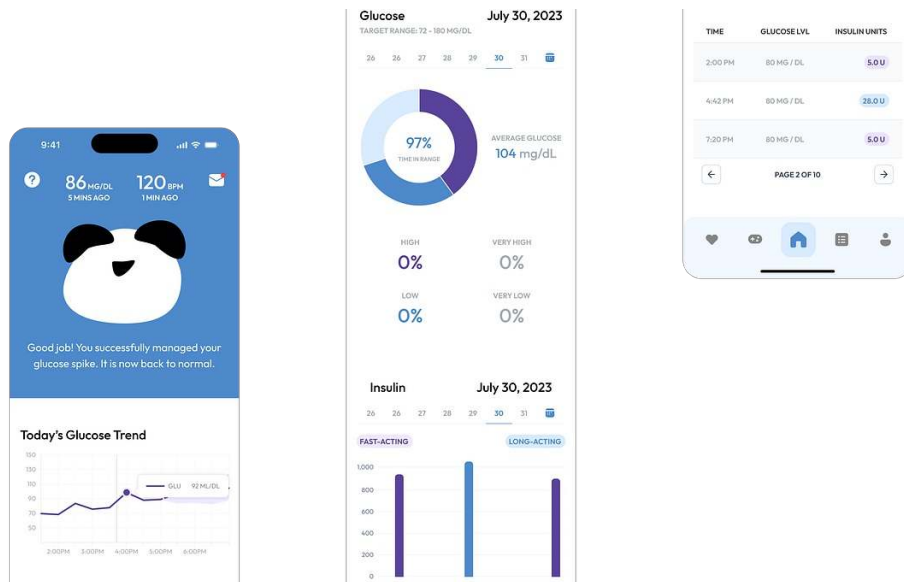 9:41
86 MG/DL
5 MINS AGO
120 BPM
1 MIN AGO
Good job! You successfully managed your
glucose spike. It is now back to normal.
Today's Glucose Trend
150
130
110
90
70
50
GLU 92 ML/DL
2:00PM 3:00PM 4:00PM 5:00PM 6:00PM
Glucose July 30, 2023
TARGET RANGE: 72 - 180 MG/DL
26 26 27 28 29 30 31
97%
TIME IN RANGE
AVERAGE GLUCOSE
104 mg/dL
HIGH VERY HIGH
0% 0%
LOW VERY LOW
0% 0%
Insulin July 30, 2023
26 26 27 28 29 30 31
FAST-ACTING LONG-ACTING
1,000
800
600
400
200
0
TIME GLUCOSE LVL INSULIN UNITS
2:00 PM 80 MG / DL 5.0 U
4:42 PM 80 MG / DL 28.0 U
7:20 PM 80 MG / DL 5.0 U
PAGE 2 OF 10